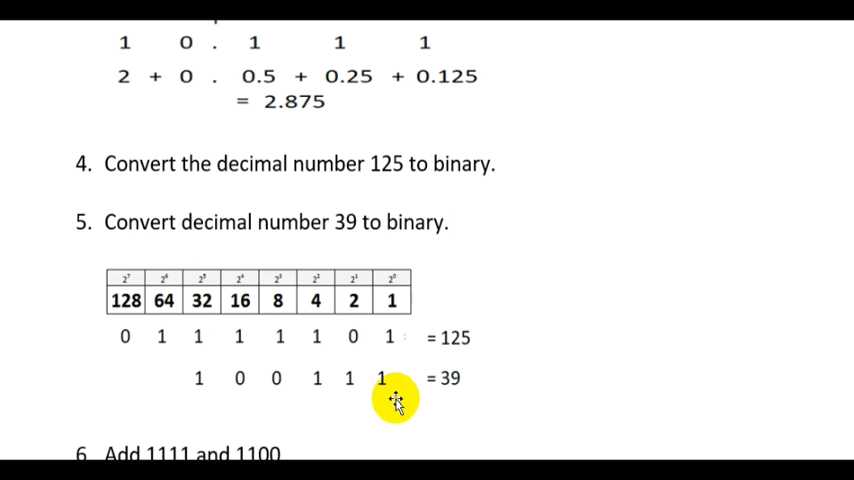 1 0 . 1 1 1
2 + 0 . 0.5 + 0.25 + 0.125
= 2.875
4. Convert the decimal number 125 to binary.
5. Convert decimal number 39 to binary.
2⁷ 2⁶ 2⁵ 2⁴ 2³ 2² 2¹ 2⁰
128 64 32 16 8 4 2 1
0 1 1 1 1 1 0 1 = 125
1 0 0 1 1 1 = 39
6. Add 1111 and 1100